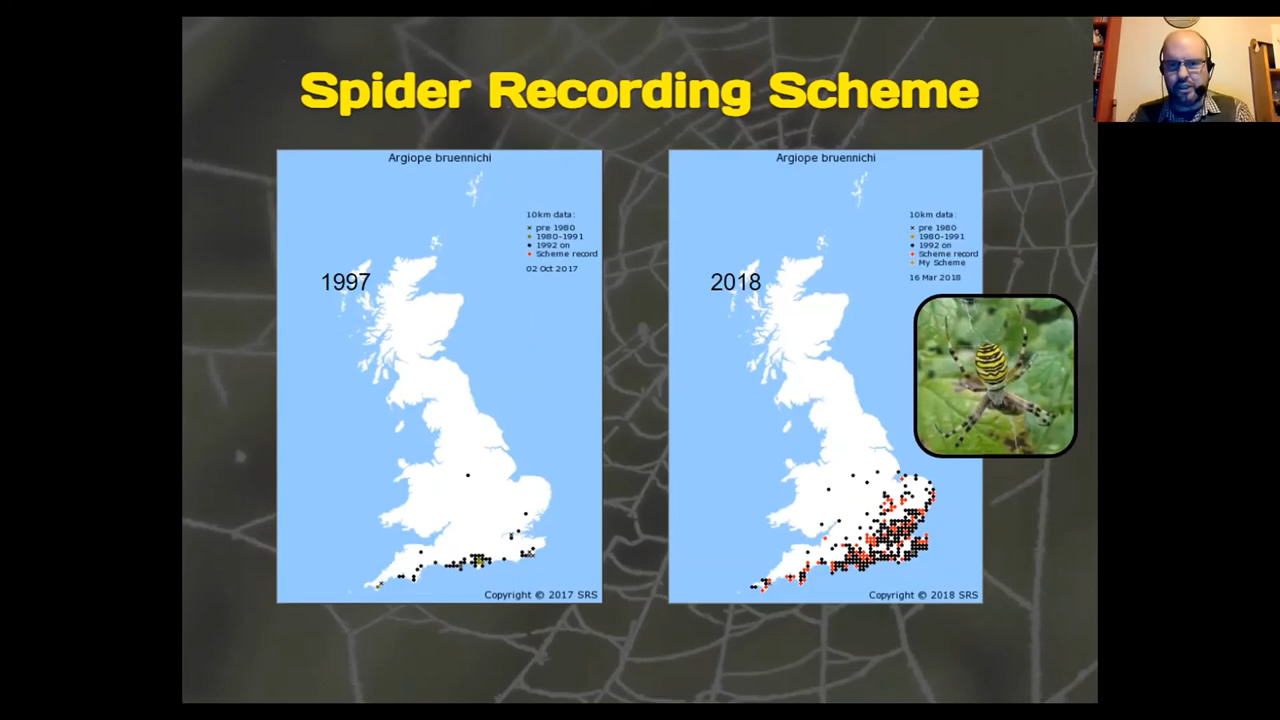 Spider Recording Scheme
Argiope bruennichi
10km data:
pre 1980
1980-1991
1992 on
Scheme record
02 Oct 2017
1997
Copyright © 2017 SRS
Argiope bruennichi
10km data:
pre 1980
1980-1991
1992 on
Scheme record
My Scheme
16 Mar 2018
2018
Copyright © 2018 SRS